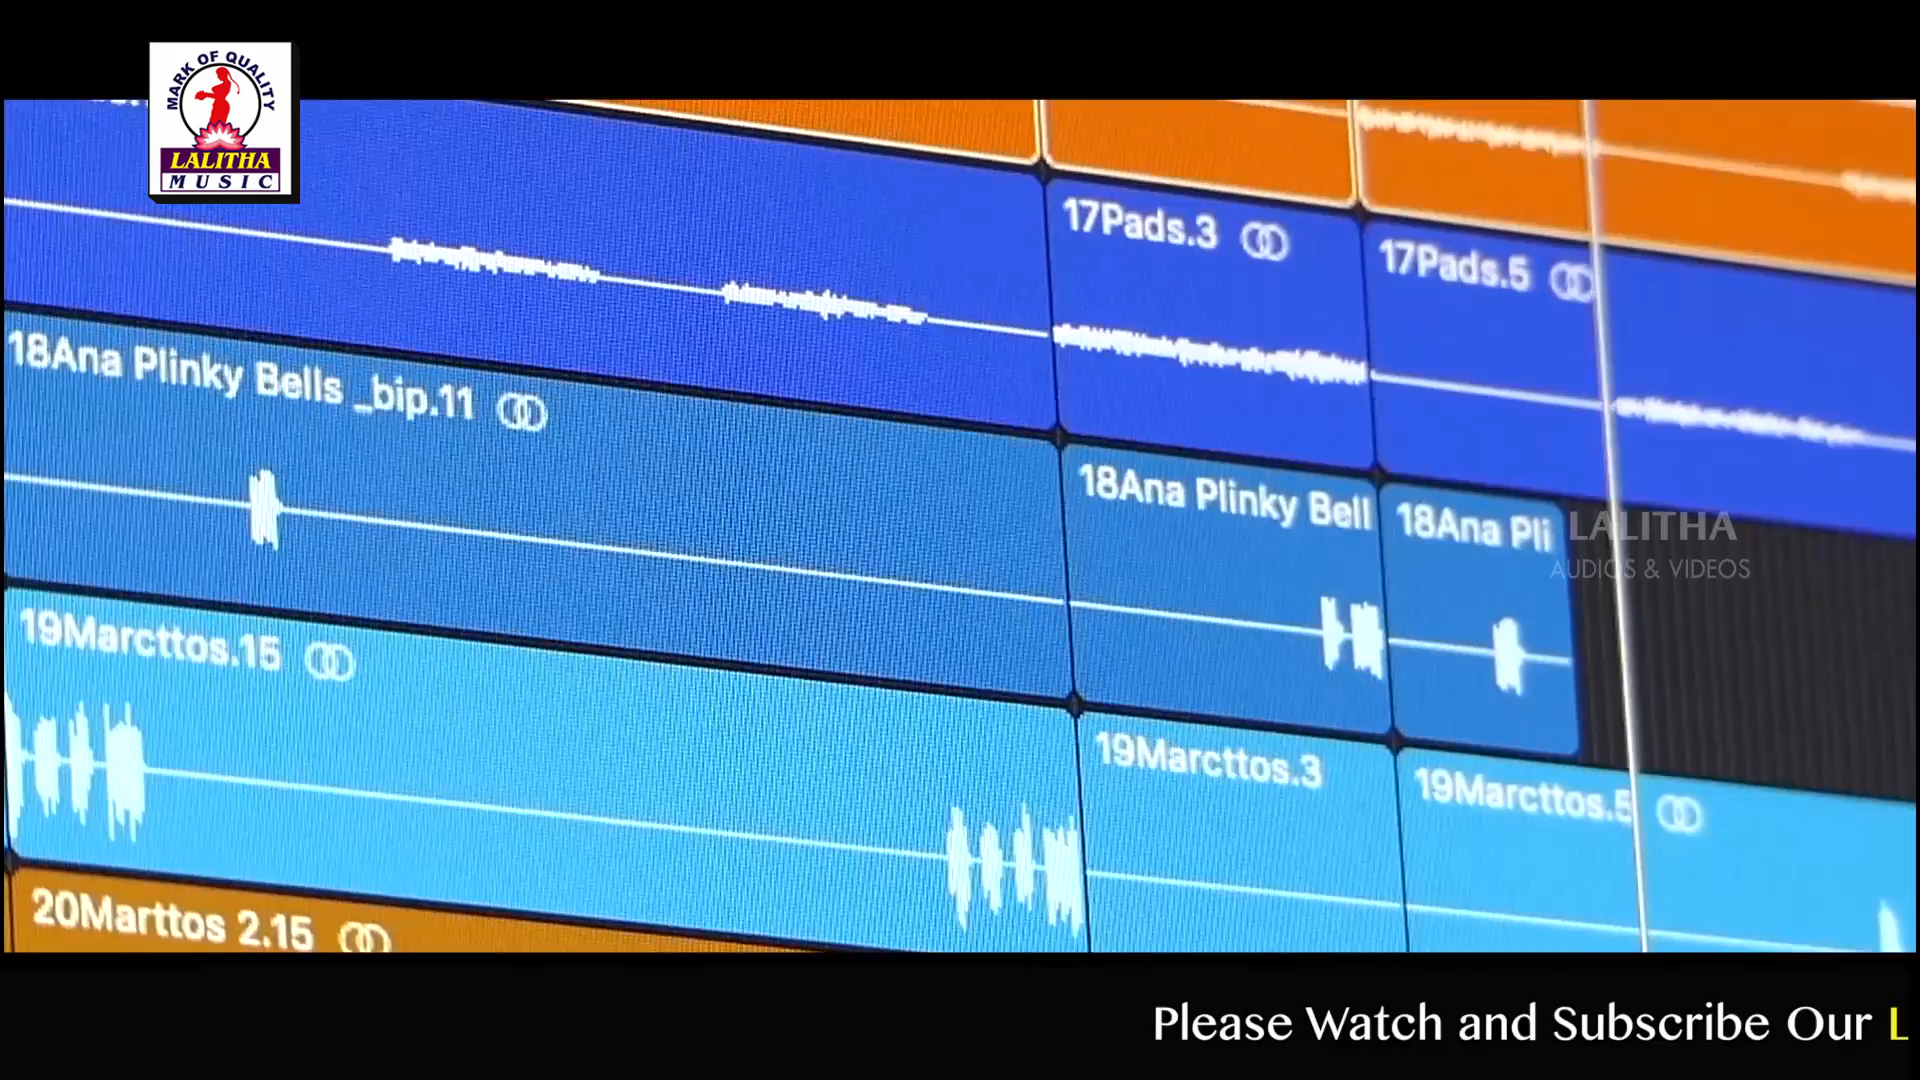 MARK OF QUALITY
LALITHA
MUSIC
17Pads.3
17Pads.5
18Ana Plinky Bells _bip.11
18Ana Plinky Bell
18Ana Pli
LALITHA
AUDIOS & VIDEOS
19Marcttos.15
19Marcttos.3
19Marcttos.5
20Marttos 2.15
Please Watch and Subscribe Our L